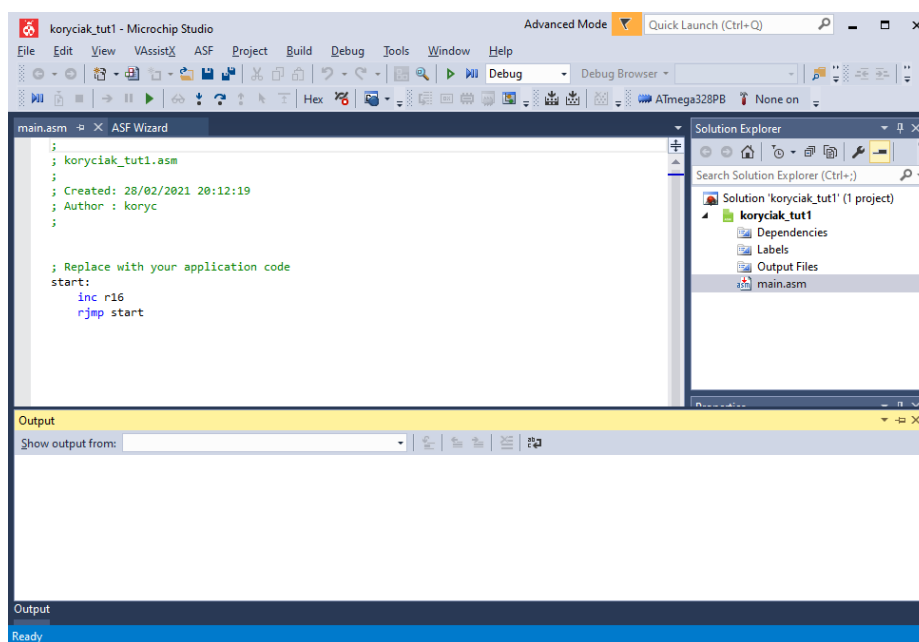 koryciak_tut1 - Microchip Studio
Advanced Mode
Quick Launch (Ctrl+Q)
File Edit View VAssistX ASF Project Build Debug Tools Window Help
Debug
Debug Browser
Hex
ATmega328PB
None on
main.asm
ASF Wizard
;
; koryciak_tut1.asm
;
; Created: 28/02/2021 20:12:19
; Author : koryc
;
; Replace with your application code
start:
inc r16
rjmp start
Solution Explorer
Search Solution Explorer (Ctrl+;)
Solution 'koryciak_tut1' (1 project)
koryciak_tut1
Dependencies
Labels
Output Files
main.asm
Properties
Output
Show output from:
Output
Ready